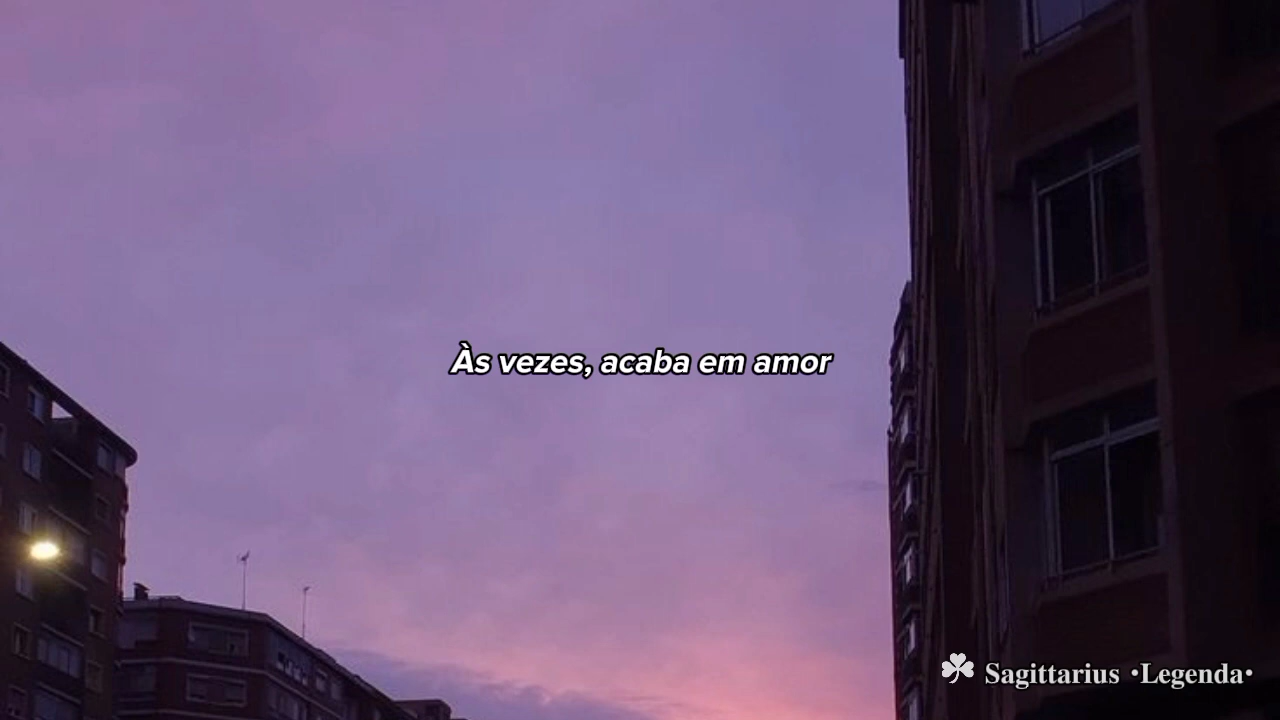 Às vezes, acaba em amor
☘ Sagittarius •Legenda•